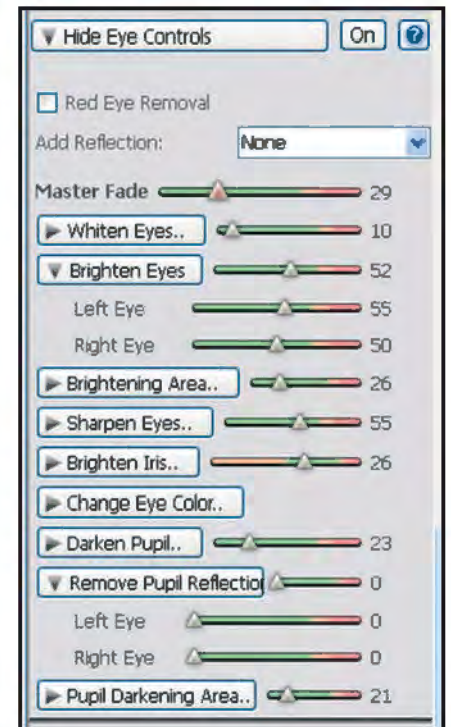 Hide Eye Controls On ?
Red Eye Removal
Add Reflection: None
Master Fade 29
Whiten Eyes.. 10
Brighten Eyes 52
Left Eye 55
Right Eye 50
Brightening Area.. 26
Sharpen Eyes.. 55
Brighten Iris.. 26
Change Eye Color..
Darken Pupil.. 23
Remove Pupil Reflection 0
Left Eye 0
Right Eye 0
Pupil Darkening Area.. 21